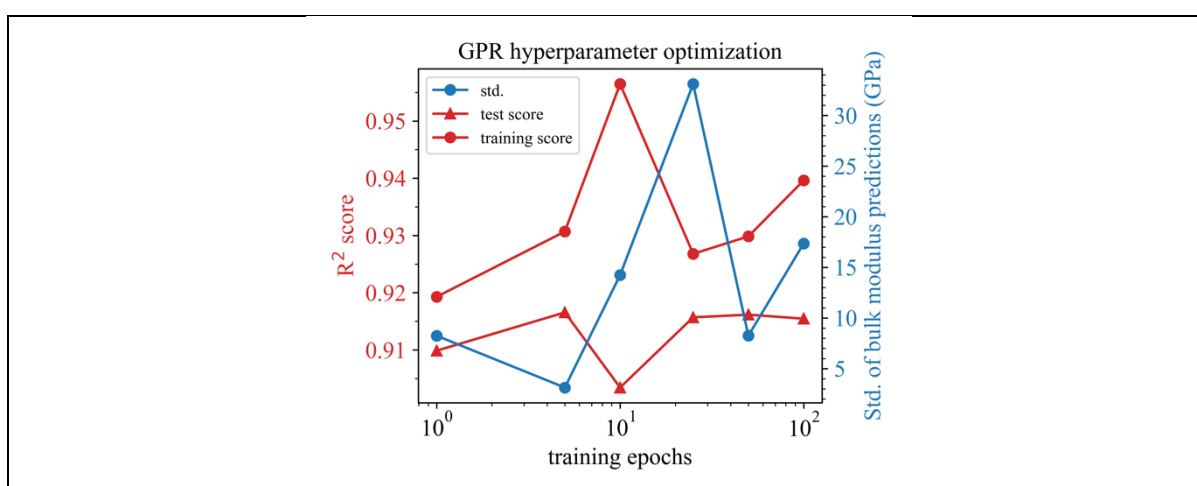 GPR hyperparameter optimization
std.
test score
training score
R² score
0.95
0.94
0.93
0.92
0.91
Std. of bulk modulus predictions (GPa)
30
25
20
15
10
5
10⁰
10¹
10²
training epochs